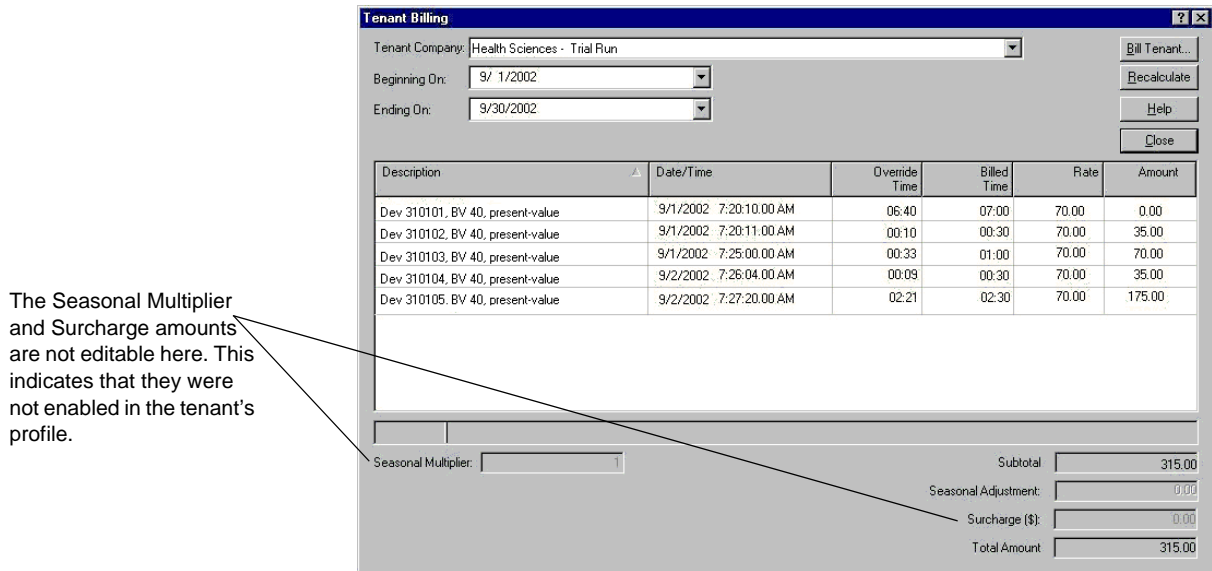 Tenant Billing
Tenant Company: Health Sciences - Trial Run
Bill Tenant...
Beginning On: 9/ 1/2002
Recalculate
Ending On: 9/30/2002
Help
Close
Description Date/Time Override Time Billed Time Rate Amount
Dev 310101, BV 40, present-value 9/1/2002 7:20:10.00 AM 06:40 07:00 70.00 0.00
Dev 310102, BV 40, present-value 9/1/2002 7:20:11.00 AM 00:10 00:30 70.00 35.00
Dev 310103, BV 40, present-value 9/1/2002 7:25:00.00 AM 00:33 01:00 70.00 70.00
Dev 310104, BV 40, present-value 9/2/2002 7:26:04.00 AM 00:09 00:30 70.00 35.00
Dev 310105. BV 40, present-value 9/2/2002 7:27:20.00 AM 02:21 02:30 70.00 175.00
The Seasonal Multiplier
and Surcharge amounts
are not editable here. This
indicates that they were
not enabled in the tenant’s
profile.
Seasonal Multiplier: 1
Subtotal 315.00
Seasonal Adjustment: 0.00
Surcharge ($): 0.00
Total Amount 315.00